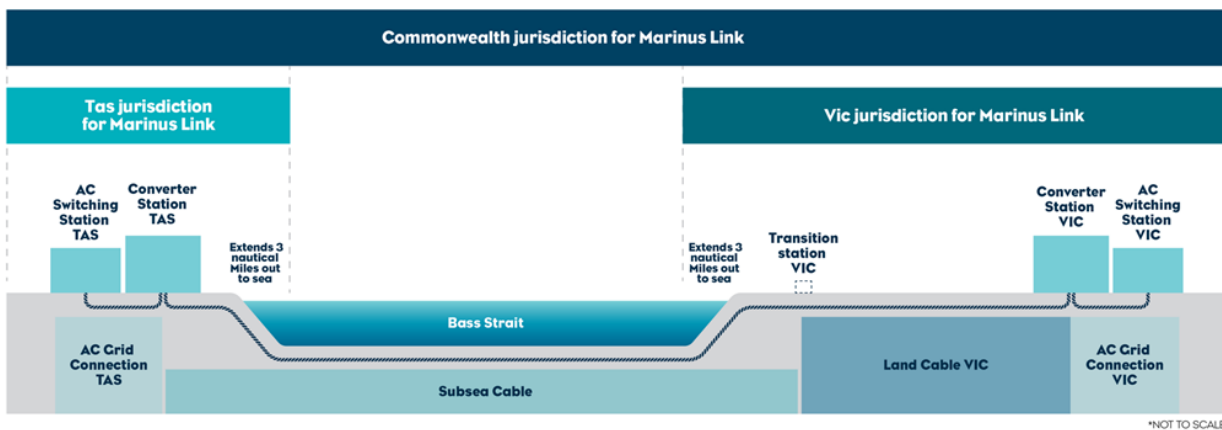 Commonwealth jurisdiction for Marinus Link
Tas jurisdiction
for Marinus Link
Vic jurisdiction for Marinus Link
AC
Switching
Station
TAS
Converter
Station
TAS
Extends 3
nautical
Miles out
to sea
Extends 3
nautical
Miles out
to sea
Transition
station
VIC
Converter
Station
VIC
AC
Switching
Station
VIC
Bass Strait
AC Grid
Connection
TAS
Subsea Cable
Land Cable VIC
AC Grid
Connection
VIC
*NOT TO SCALE